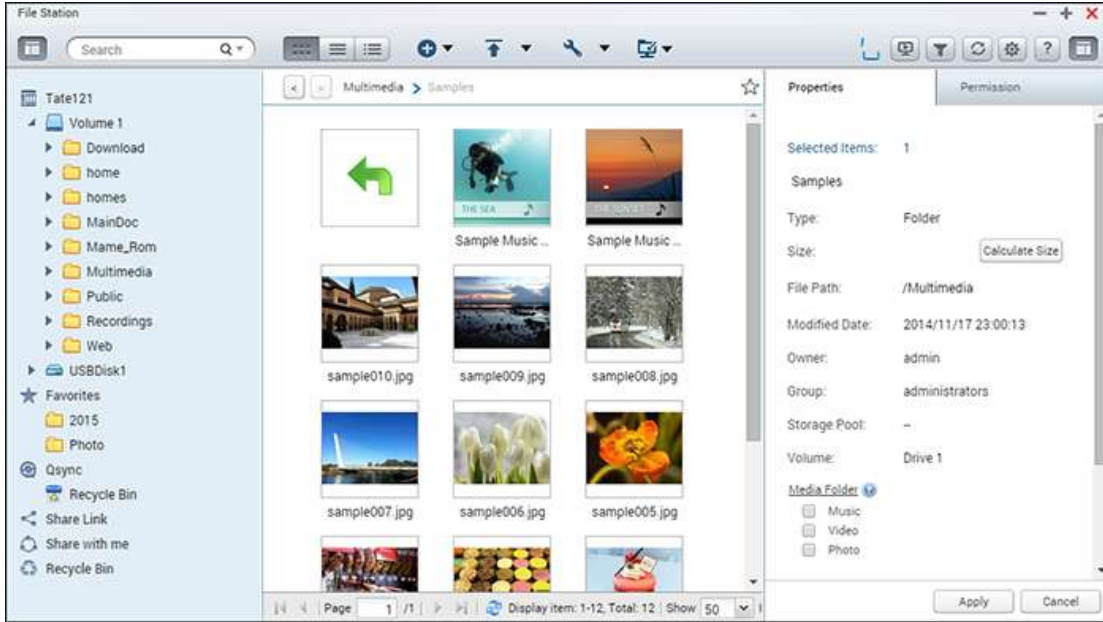 File Station
Search
Multimedia > Samples
Properties
Permission
Tate121
Volume 1
Download
home
homes
MainDoc
Mame_Rom
Multimedia
Public
Recordings
Web
USBDisk1
Favorites
2015
Photo
Qsync
Recycle Bin
Share Link
Share with me
Recycle Bin
THE SEA
THE SUNSET
Sample Music ...
Sample Music ...
sample010.jpg
sample009.jpg
sample008.jpg
sample007.jpg
sample006.jpg
sample005.jpg
Page 1 /1
Display item: 1-12, Total: 12
Show 50
Selected Items: 1
Samples
Type: Folder
Size: Calculate Size
File Path: /Multimedia
Modified Date: 2014/11/17 23:00:13
Owner: admin
Group: administrators
Storage Pool: --
Volume: Drive 1
Media Folder ?
Music
Video
Photo
Apply
Cancel